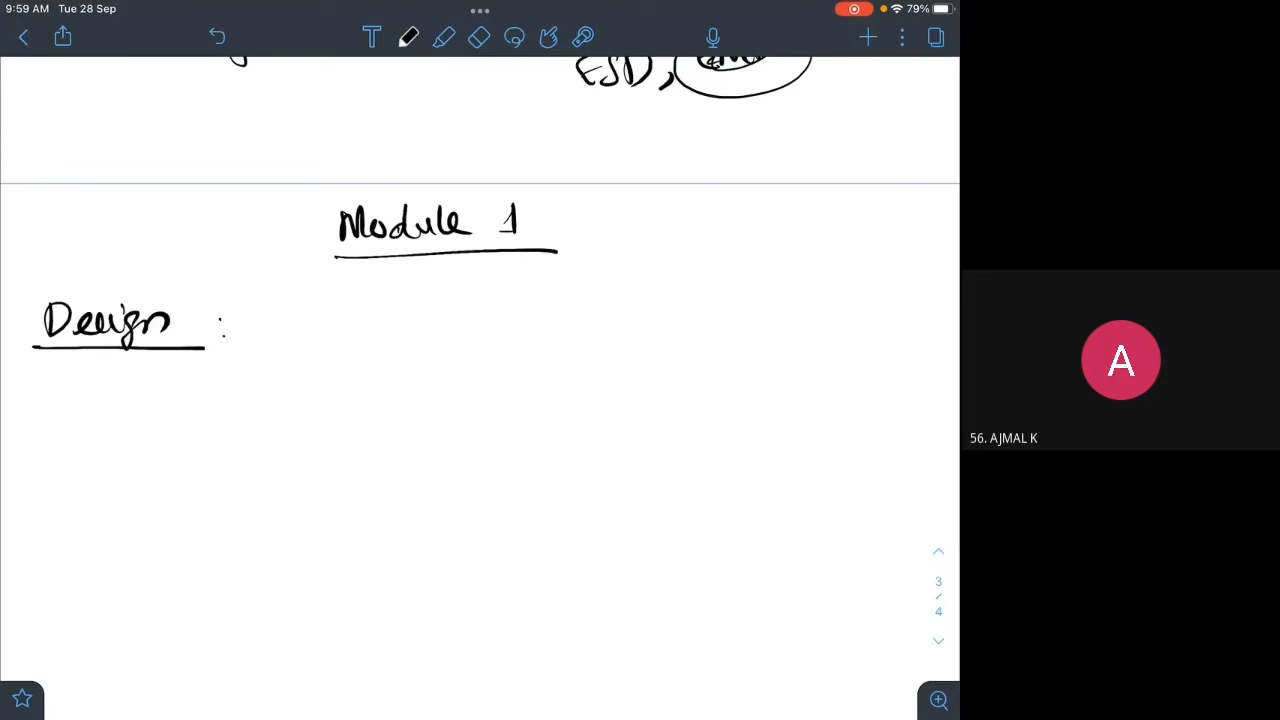 9:59 AM Tue 28 Sep
79%
ESD,
Module 1
Design :
56. AJMAL K
A
3
/
4